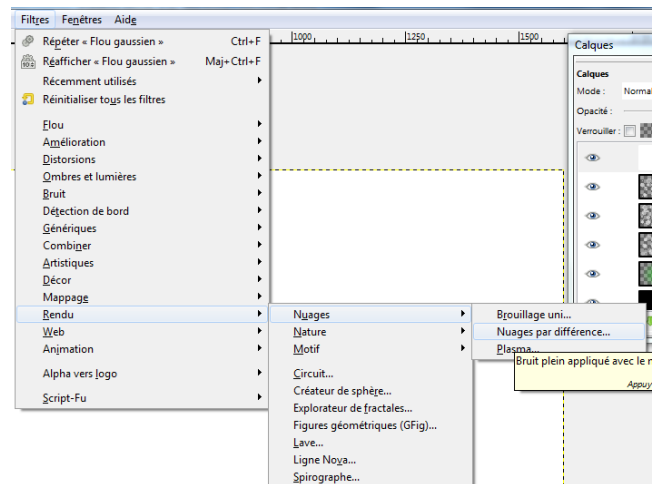 Filtres Fenêtres Aide
Répéter « Flou gaussien » Ctrl+F
Réafficher « Flou gaussien » Maj+Ctrl+F
Récemment utilisés
Réinitialiser tous les filtres
Flou
Amélioration
Distorsions
Ombres et lumières
Bruit
Détection de bord
Génériques
Combiner
Artistiques
Décor
Mappage
Rendu
Web
Animation
Alpha vers logo
Script-Fu
Nuages
Nature
Motif
Circuit...
Créateur de sphère...
Explorateur de fractales...
Figures géométriques (GFig)...
Lave...
Ligne Nova...
Spirographe...
Brouillage uni...
Nuages par différence...
Plasma...
Bruit plein appliqué avec le
Appuy
1000 1250 1500
Calques
Calques
Mode : Normal
Opacité :
Verrouiller :